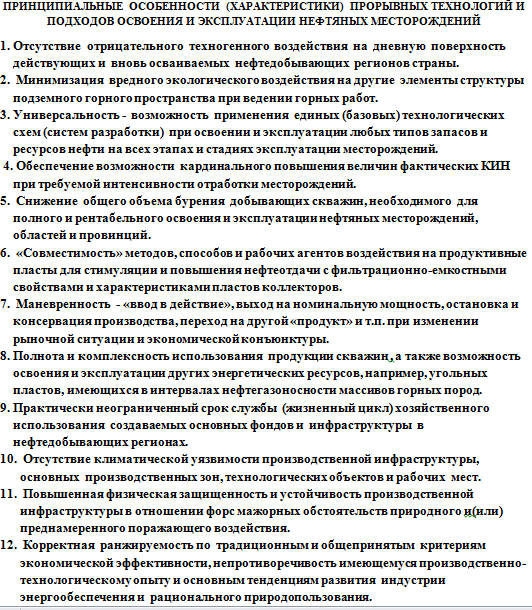 ПРИНЦИПИАЛЬНЫЕ ОСОБЕННОСТИ (ХАРАКТЕРИСТИКИ) ПРОРЫВНЫХ ТЕХНОЛОГИЙ И
ПОДХОДОВ ОСВОЕНИЯ И ЭКСПЛУАТАЦИИ НЕФТЯНЫХ МЕСТОРОЖДЕНИЙ
1. Отсутствие отрицательного техногенного воздействия на дневную поверхность
действующих и вновь осваиваемых нефтедобывающих регионов страны.
2. Минимизация вредного экологического воздействия на другие элементы структуры
подземного горного пространства при ведении горных работ.
3. Универсальность - возможность применения единых (базовых) технологических
схем (систем разработки) при освоении и эксплуатации любых типов запасов и
ресурсов нефти на всех этапах и стадиях эксплуатации месторождений.
4. Обеспечение возможности кардинального повышения величин фактических КИН
при требуемой интенсивности отработки месторождений.
5. Снижение общего объема бурения добывающих скважин, необходимого для
полного и рентабельного освоения и эксплуатации нефтяных месторождений,
областей и провинций.
6. «Совместимость» методов, способов и рабочих агентов воздействия на продуктивные
пласты для стимуляции и повышения нефтеотдачи с фильтрационно-емкостными
свойствами и характеристиками пластов коллекторов.
7. Маневренность - «ввод в действие», выход на номинальную мощность, остановка и
консервация производства, переход на другой «продукт» и т.п. при изменении
рыночной ситуации и экономической конъюнктуры.
8. Полнота и комплексность использования продукции скважин, а также возможность
освоения и эксплуатации других энергетических ресурсов, например, угольных
пластов, имеющихся в интервалах нефтегазоносности массивов горных пород.
9. Практически неограниченный срок службы (жизненный цикл) хозяйственного
использования создаваемых основных фондов и инфраструктуры в
нефтедобывающих регионах.
10. Отсутствие климатической уязвимости производственной инфраструктуры,
основных производственных зон, технологических объектов и рабочих мест.
11. Повышенная физическая защищенность и устойчивость производственной
инфраструктуры в отношении форс мажорных обстоятельств природного и(или)
преднамеренного поражающего воздействия.
12. Корректная ранжируемость по традиционным и общепринятым критериям
экономической эффективности, непротиворечивость имеющемуся производственно-
технологическому опыту и основным тенденциям развития индустрии
энергообеспечения и рационального природопользования.